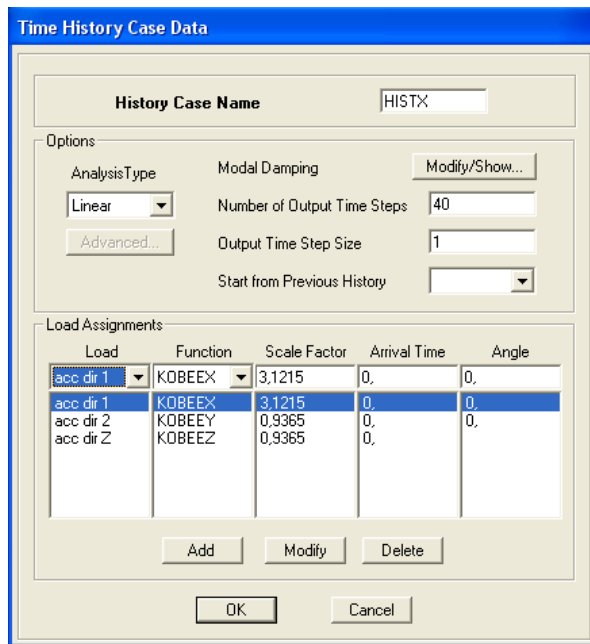 Time History Case Data
History Case Name HISTX
Options
AnalysisType Modal Damping Modify/Show...
Linear Number of Output Time Steps 40
Advanced... Output Time Step Size 1
Start from Previous History
Load Assignments
Load Function Scale Factor Arrival Time Angle
acc dir 1 KOBEEX 3,1215 0, 0,
acc dir 1 KOBEEX 3,1215 0, 0,
acc dir 2 KOBEEY 0,9365 0, 0,
acc dir Z KOBEEZ 0,9365 0,
Add Modify Delete
OK Cancel